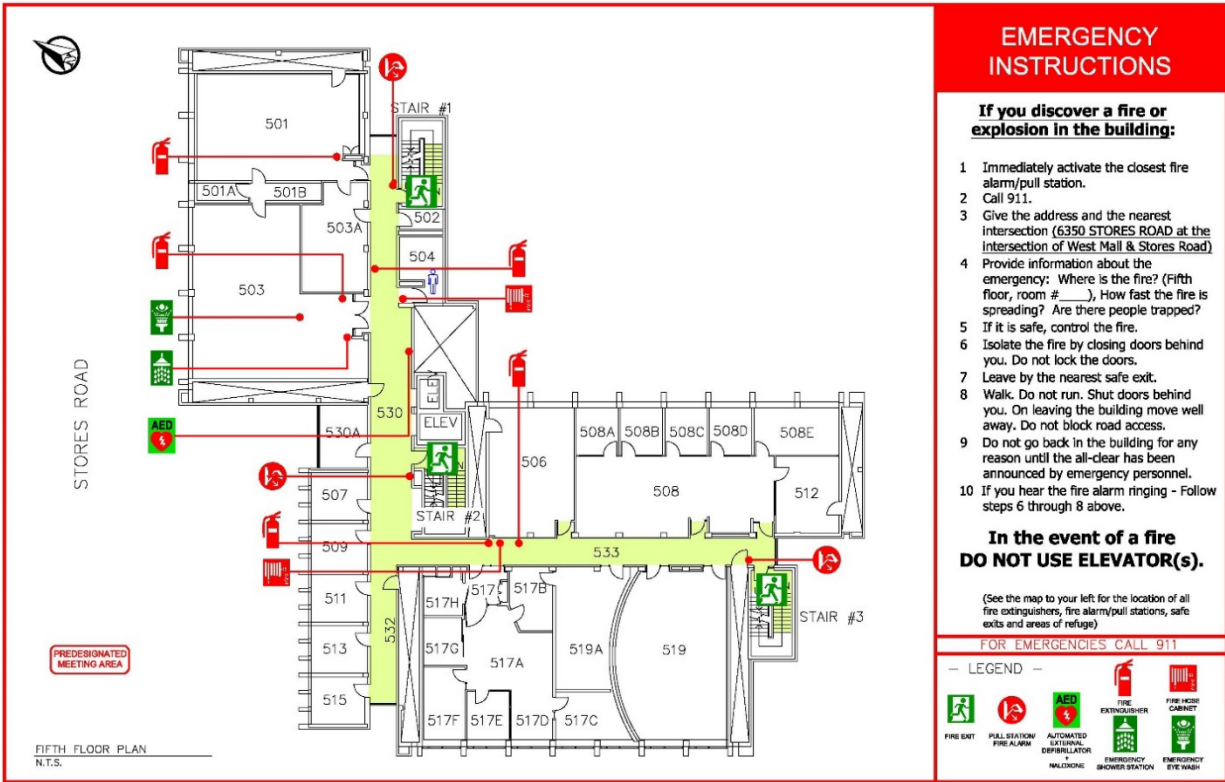 STAIR #1
501
501A
501B
502
503A
504
503
STORES ROAD
AED
530
ELEV
530A
508A
508B
508C
508D
508E
506
508
512
507
STAIR #2
509
533
511
517H
517
517B
STAIR #3
532
513
517G
517A
519A
519
PREDESIGNATED
MEETING AREA
515
517F
517E
517D
517C
FIFTH FLOOR PLAN
N.T.S.
EMERGENCY
INSTRUCTIONS
If you discover a fire or
explosion in the building:
1 Immediately activate the closest fire
alarm/pull station.
2 Call 911.
3 Give the address and the nearest
intersection (6350 STORES ROAD at the
intersection of West Mall & Stores Road)
4 Provide information about the
emergency: Where is the fire? (Fifth
floor, room #____), How fast the fire is
spreading? Are there people trapped?
5 If it is safe, control the fire.
6 Isolate the fire by closing doors behind
you. Do not lock the doors.
7 Leave by the nearest safe exit.
8 Walk. Do not run. Shut doors behind
you. On leaving the building move well
away. Do not block road access.
9 Do not go back in the building for any
reason until the all-clear has been
announced by emergency personnel.
10 If you hear the fire alarm ringing - Follow
steps 6 through 8 above.
In the event of a fire
DO NOT USE ELEVATOR(s).
(See the map to your left for the location of all
fire extinguishers, fire alarm/pull stations, safe
exits and areas of refuge)
FOR EMERGENCIES CALL 911
— LEGEND —
FIRE EXIT
PULL STATION/
FIRE ALARM
AED
AUTOMATED
EXTERNAL
DEFIBRILLATOR
+
NALOXONE
FIRE
EXTINGUISHER
FIRE HOSE
CABINET
EMERGENCY
SHOWER STATION
EMERGENCY
EYE WASH